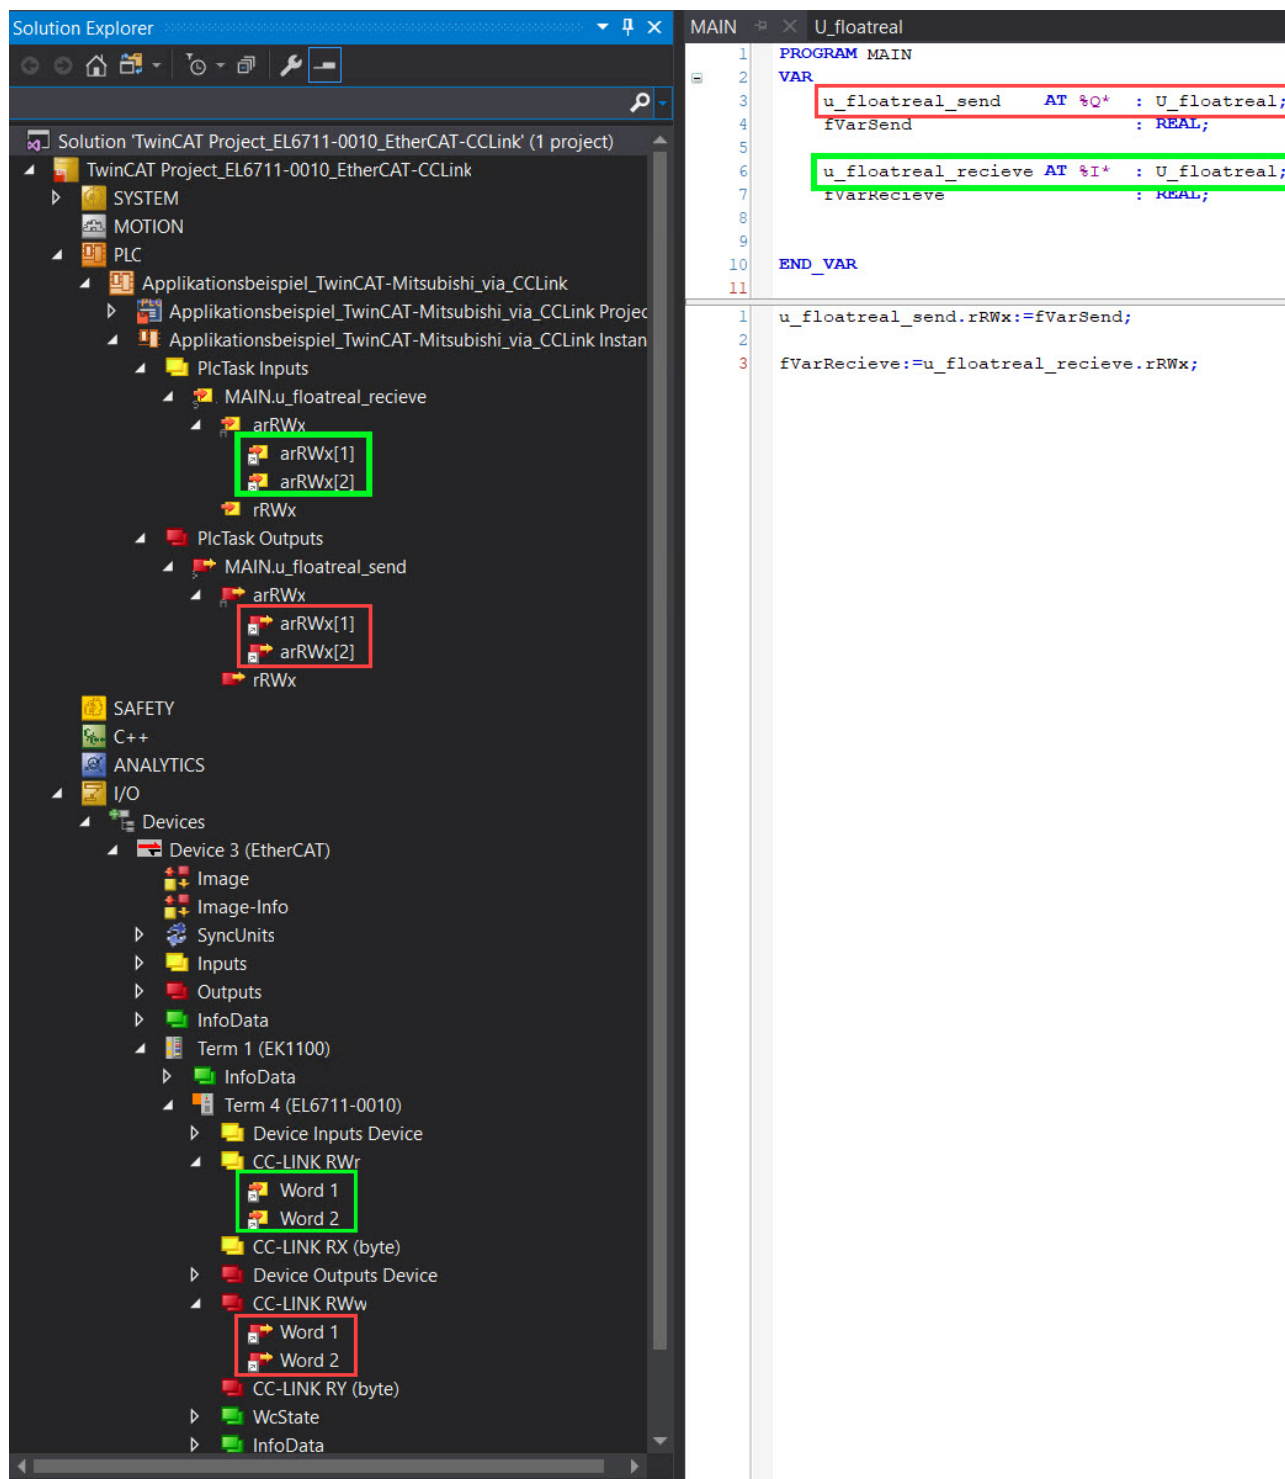 Solution Explorer
Solution 'TwinCAT Project_EL6711-0010_EtherCAT-CCLink' (1 project)
TwinCAT Project_EL6711-0010_EtherCAT-CCLink
SYSTEM
MOTION
PLC
Applikationsbeispiel_TwinCAT-Mitsubishi_via_CCLink
Applikationsbeispiel_TwinCAT-Mitsubishi_via_CCLink Projec
Applikationsbeispiel_TwinCAT-Mitsubishi_via_CCLink Instan
PlcTask Inputs
MAIN.u_floatreal_recieve
arRWx
arRWx[1]
arRWx[2]
rRWx
PlcTask Outputs
MAIN.u_floatreal_send
arRWx
arRWx[1]
arRWx[2]
rRWx
SAFETY
C++
ANALYTICS
I/O
Devices
Device 3 (EtherCAT)
Image
Image-Info
SyncUnits
Inputs
Outputs
InfoData
Term 1 (EK1100)
InfoData
Term 4 (EL6711-0010)
Device Inputs Device
CC-LINK RWr
Word 1
Word 2
CC-LINK RX (byte)
Device Outputs Device
CC-LINK RWw
Word 1
Word 2
CC-LINK RY (byte)
WcState
InfoData
MAIN U_floatreal
1 PROGRAM MAIN
2 VAR
3 u_floatreal_send AT %Q* : U_floatreal;
4 fVarSend : REAL;
5
6 u_floatreal_recieve AT %I* : U_floatreal;
7 fVarRecieve : REAL;
8
9
10 END_VAR
11
1 u_floatreal_send.rRWx:=fVarSend;
2
3 fVarRecieve:=u_floatreal_recieve.rRWx;